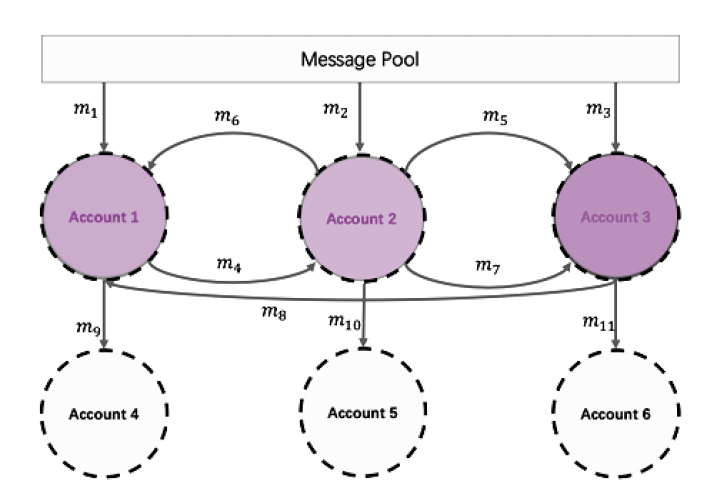 Message Pool
m₁
m₆
m₂
m₅
m₃
Account 1
Account 2
Account 3
m₄
m₇
m₈
m₉
m₁₀
m₁₁
Account 4
Account 5
Account 6